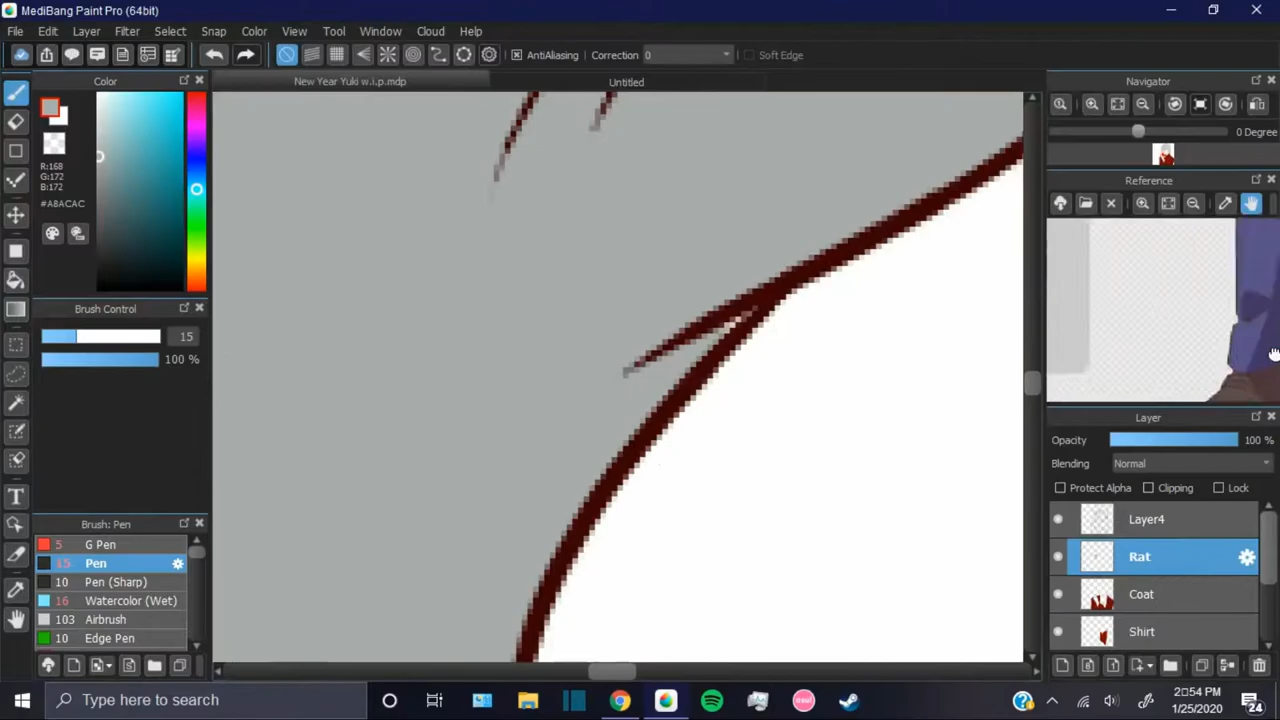 MediBang Paint Pro (64bit)
File Edit Layer Filter Select Snap Color View Tool Window Cloud Help
AntiAliasing Correction 0 Soft Edge
Color
New Year Yuki w.i.p.mdp
Untitled
Navigator
0 Degree
R:168
G:172
B:172
#A8ACAC
Reference
Brush Control
15
100 %
Layer
Opacity 100 %
Blending Normal
Protect Alpha Clipping Lock
Layer4
Rat
Coat
Shirt
Brush: Pen
5 G Pen
15 Pen
10 Pen (Sharp)
16 Watercolor (Wet)
103 Airbrush
10 Edge Pen
Type here to search
2:54 PM
1/25/2020
24